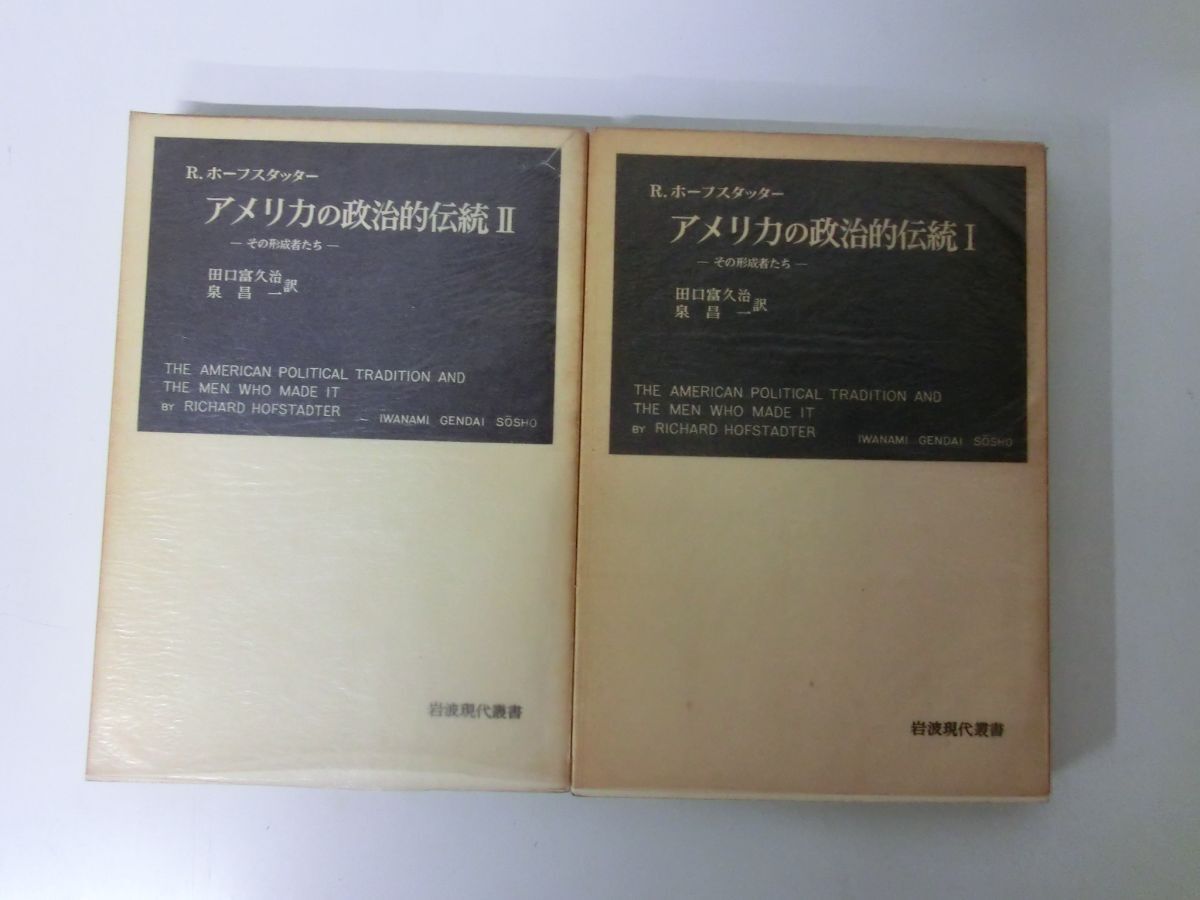 R. ホーフスタッター
アメリカの政治的伝統 II
― その形成者たち ―
田口富久治
泉 昌 一 訳
THE AMERICAN POLITICAL TRADITION AND
THE MEN WHO MADE IT
BY RICHARD HOFSTADTER
IWANAMI GENDAI SŌSHO
岩波現代叢書
R. ホーフスタッター
アメリカの政治的伝統 I
― その形成者たち ―
田口富久治
泉 昌 一 訳
THE AMERICAN POLITICAL TRADITION AND
THE MEN WHO MADE IT
BY RICHARD HOFSTADTER
IWANAMI GENDAI SŌSHO
岩波現代叢書